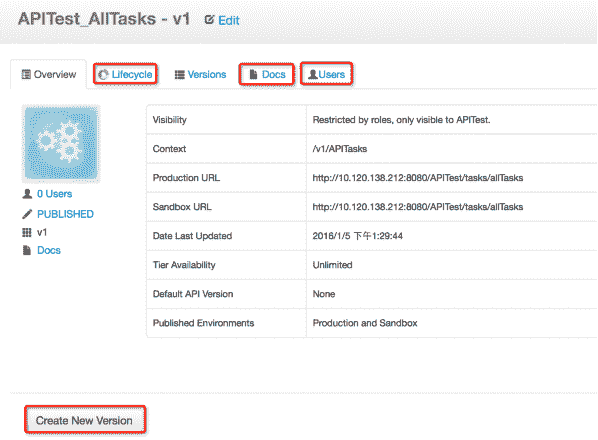 APITest_AllTasks - v1 Edit
Overview Lifecycle Versions Docs Users
0 Users
PUBLISHED
v1
Docs
Visibility Restricted by roles, only visible to APITest.
Context /v1/APITasks
Production URL http://10.120.138.212:8080/APITest/tasks/allTasks
Sandbox URL http://10.120.138.212:8080/APITest/tasks/allTasks
Date Last Updated 2016/1/5 下午1:29:44
Tier Availability Unlimited
Default API Version None
Published Environments Production and Sandbox
Create New Version